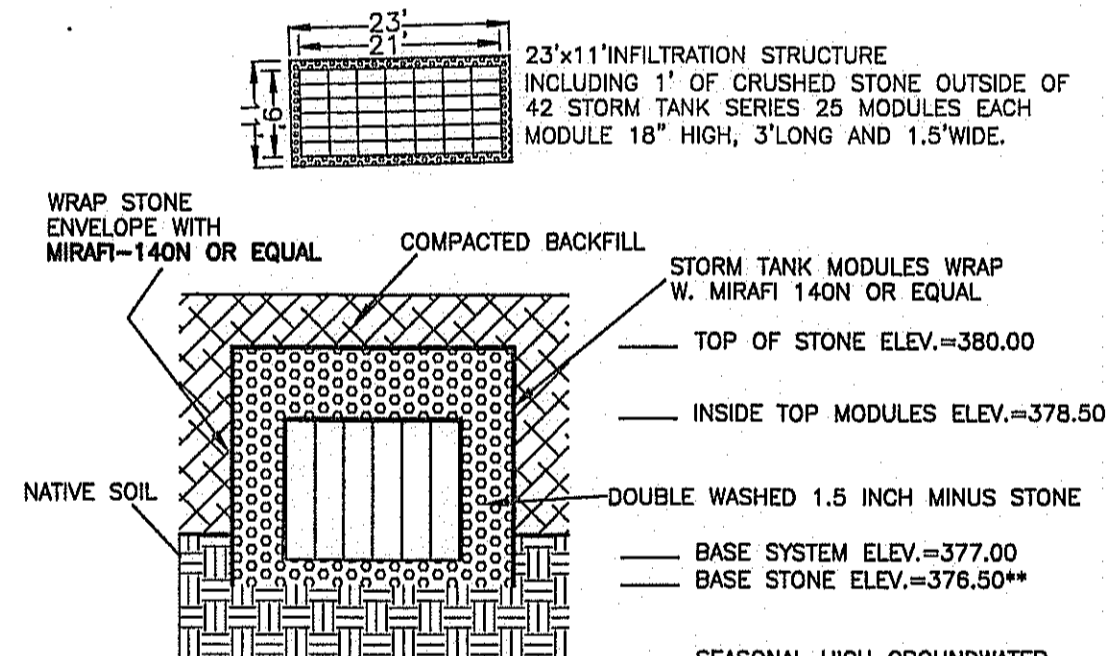 23'
21'
11'
9'
23'x11'INFILTRATION STRUCTURE
INCLUDING 1' OF CRUSHED STONE OUTSIDE OF
42 STORM TANK SERIES 25 MODULES EACH
MODULE 18" HIGH, 3'LONG AND 1.5'WIDE.
WRAP STONE
ENVELOPE WITH
MIRAFI-140N OR EQUAL
COMPACTED BACKFILL
STORM TANK MODULES WRAP
W. MIRAFI 140N OR EQUAL
TOP OF STONE ELEV.=380.00
INSIDE TOP MODULES ELEV.=378.50
NATIVE SOIL
DOUBLE WASHED 1.5 INCH MINUS STONE
BASE SYSTEM ELEV.=377.00
BASE STONE ELEV.=376.50**
SEASONAL HIGH GROUNDWATER